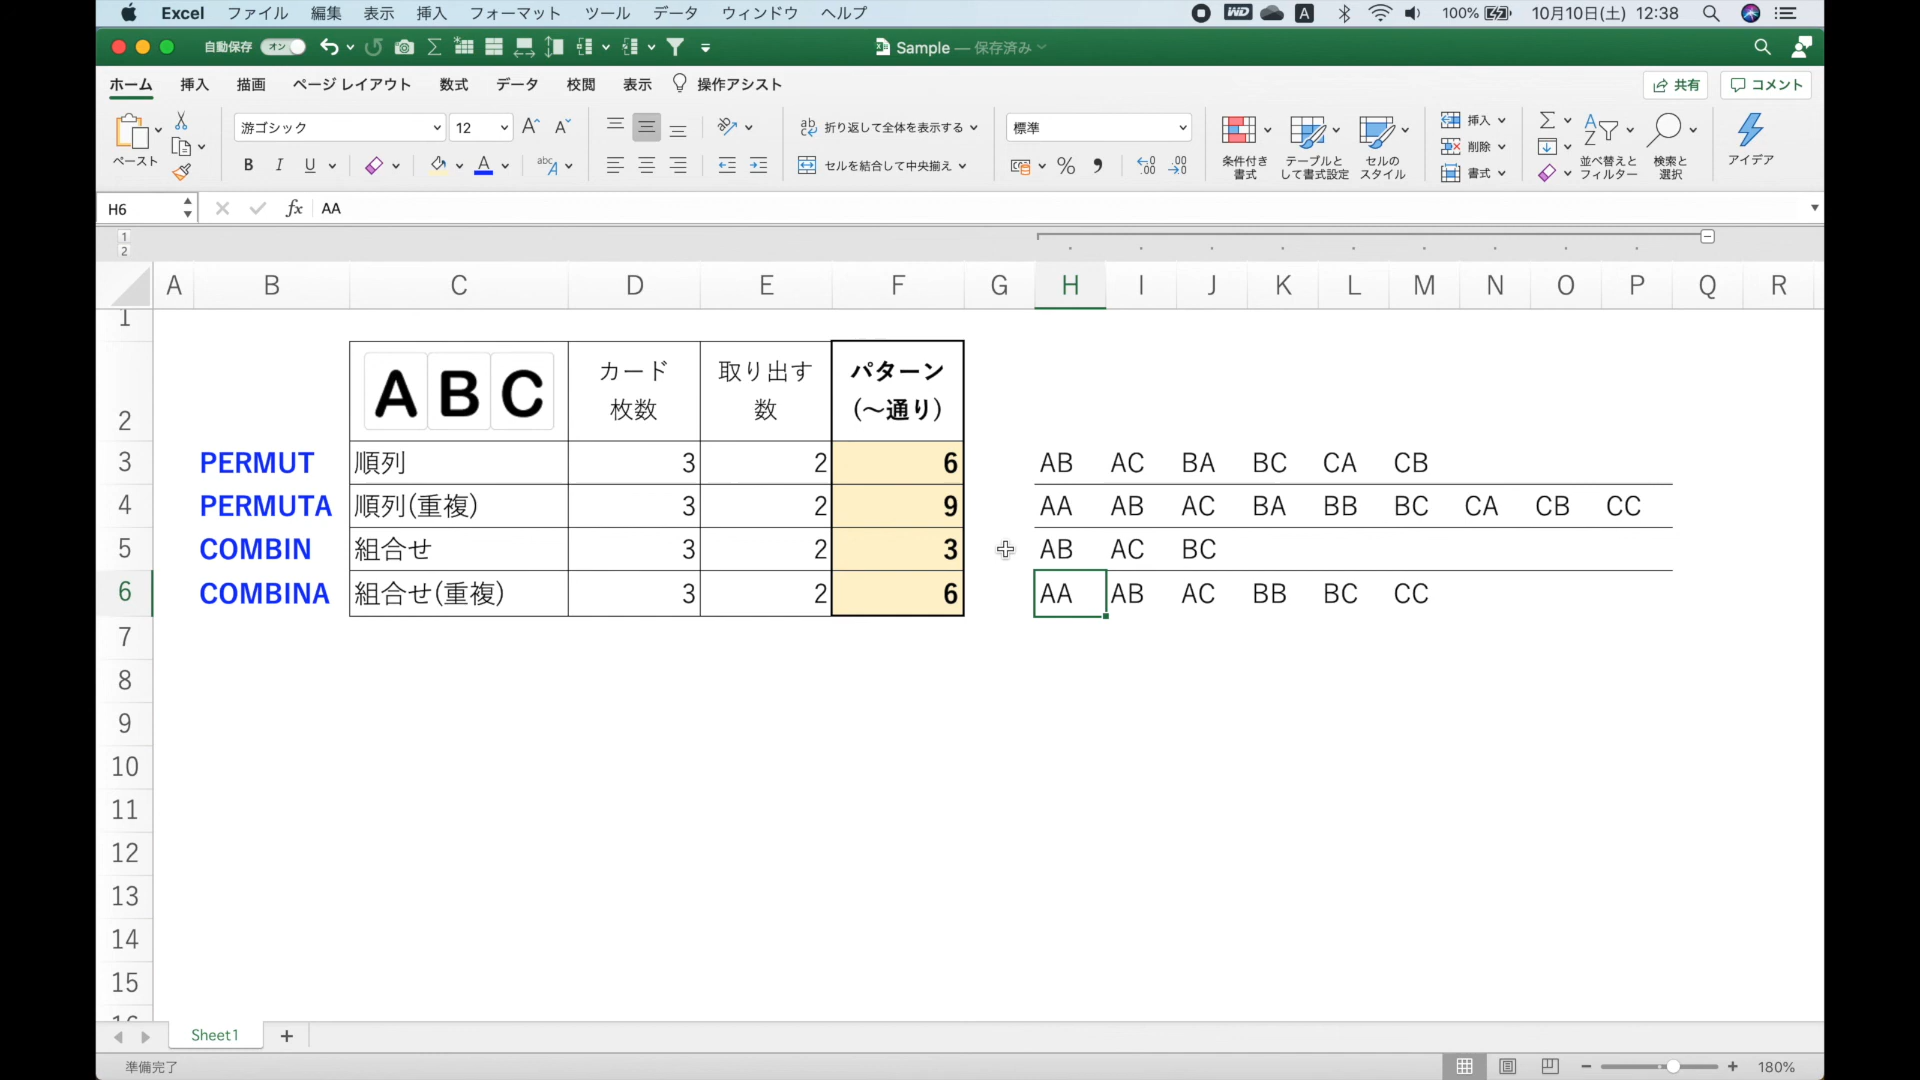 Excel ファイル 編集 表示 挿入 フォーマット ツール データ ウィンドウ ヘルプ WD A 100% 10月10日(土) 12:38
自動保存 オン Sample — 保存済み
ホーム 挿入 描画 ページ レイアウト 数式 データ 校閲 表示 操作アシスト 共有 コメント
ペースト
游ゴシック 12
B I U
折り返して全体を表示する
セルを結合して中央揃え
標準
条件付き書式
テーブルとして書式設定
セルのスタイル
挿入
削除
書式
並べ替えとフィルター
検索と選択
アイデア
H6 fx AA
1
2
A B C D E F G H I J K L M N O P Q R
1
2 A B C カード枚数 取り出す数 パターン(〜通り)
3 PERMUT 順列 3 2 6 AB AC BA BC CA CB
4 PERMUTA 順列(重複) 3 2 9 AA AB AC BA BB BC CA CB CC
5 COMBIN 組合せ 3 2 3 AB AC BC
6 COMBINA 組合せ(重複) 3 2 6 AA AB AC BB BC CC
7
8
9
10
11
12
13
14
15
16
Sheet1 +
準備完了 180%